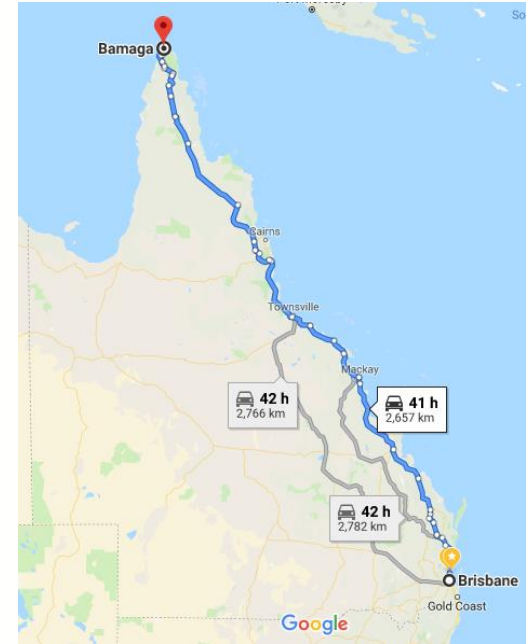 Bamaga
Cairns
Townsville
Mackay
42 h
2,766 km
41 h
2,657 km
42 h
2,782 km
Brisbane
Gold Coast
Google